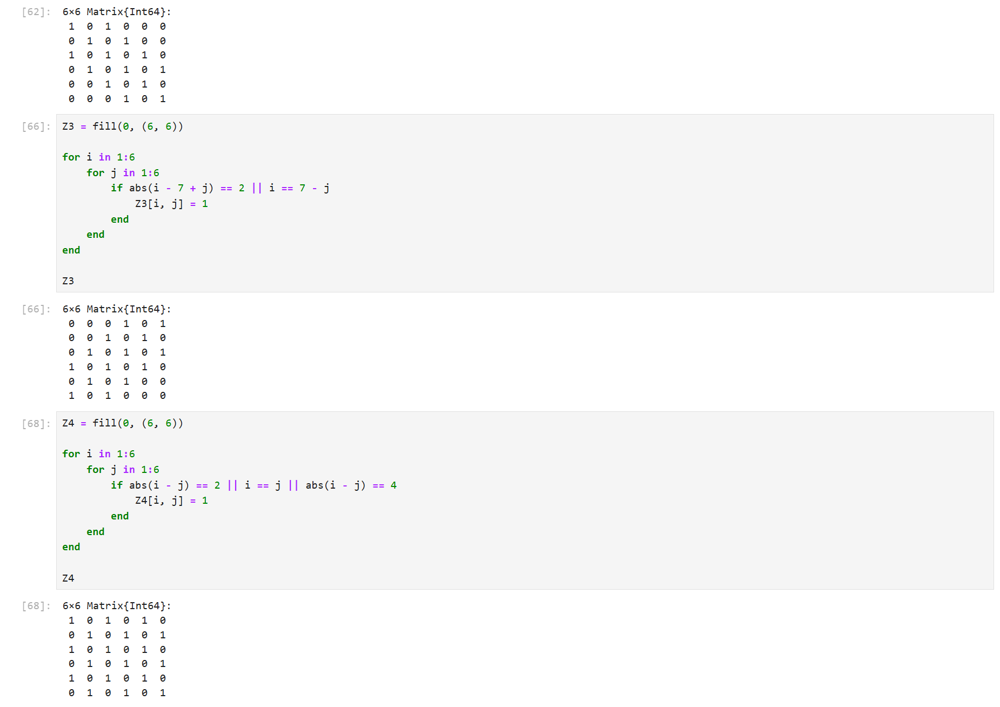 [62]: 6×6 Matrix{Int64}:
1 0 1 0 0 0
0 1 0 1 0 0
1 0 1 0 1 0
0 1 0 1 0 1
0 0 1 0 1 0
0 0 0 1 0 1
[66]: Z3 = fill(0, (6, 6))
for i in 1:6
    for j in 1:6
        if abs(i - 7 + j) == 2 || i == 7 - j
            Z3[i, j] = 1
        end
    end
end
Z3
[66]: 6×6 Matrix{Int64}:
0 0 0 1 0 1
0 0 1 0 1 0
0 1 0 1 0 1
1 0 1 0 1 0
0 1 0 1 0 0
1 0 1 0 0 0
[68]: Z4 = fill(0, (6, 6))
for i in 1:6
    for j in 1:6
        if abs(i - j) == 2 || i == j || abs(i - j) == 4
            Z4[i, j] = 1
        end
    end
end
Z4
[68]: 6×6 Matrix{Int64}:
1 0 1 0 1 0
0 1 0 1 0 1
1 0 1 0 1 0
0 1 0 1 0 1
1 0 1 0 1 0
0 1 0 1 0 1